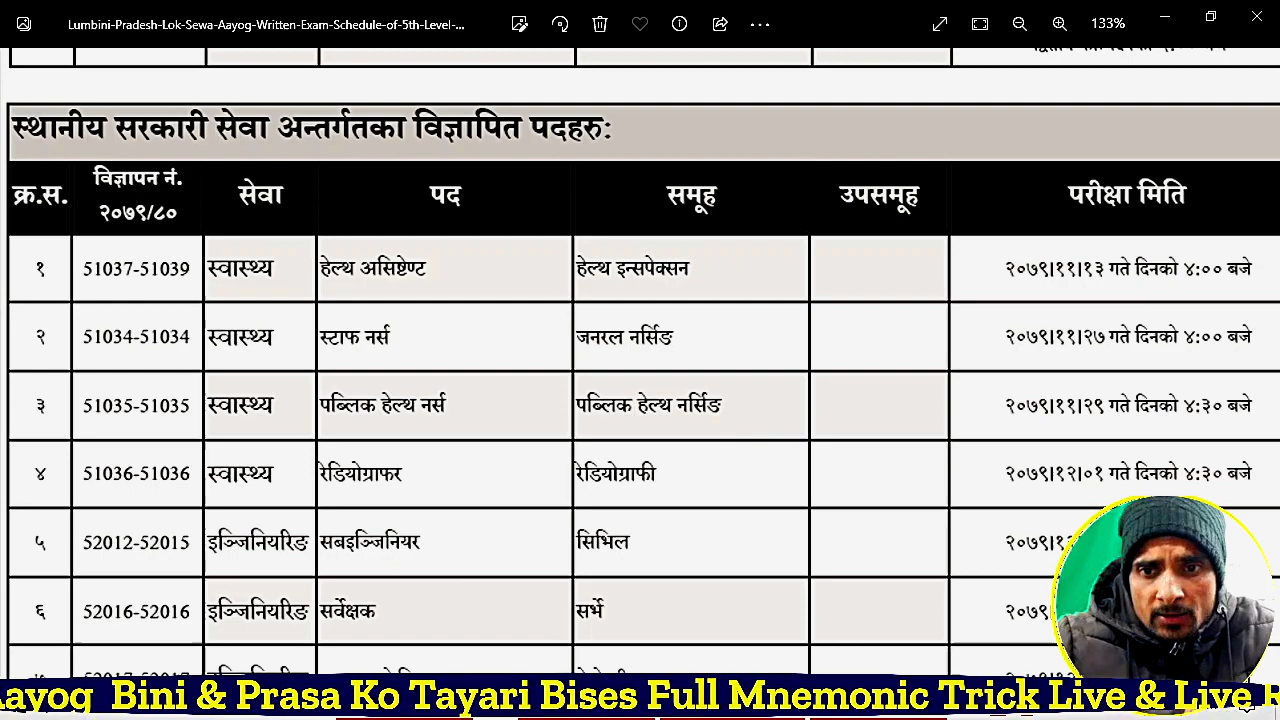 Lumbini-Pradesh-Lok-Sewa-Aayog-Written-Exam-Schedule-of-5th-Level-...
133%
स्थानीय सरकारी सेवा अन्तर्गतका विज्ञापित पदहरु:
क्र.स. विज्ञापन नं. २०७९/८० सेवा पद समूह उपसमूह परीक्षा मिति
१ 51037-51039 स्वास्थ्य हेल्थ असिष्टेण्ट हेल्थ इन्सपेक्सन २०७९।११।१३ गते दिनको ४:०० बजे
२ 51034-51034 स्वास्थ्य स्टाफ नर्स जनरल नर्सिङ २०७९।११।२७ गते दिनको ४:०० बजे
३ 51035-51035 स्वास्थ्य पब्लिक हेल्थ नर्स पब्लिक हेल्थ नर्सिङ २०७९।११।२९ गते दिनको ४:३० बजे
४ 51036-51036 स्वास्थ्य रेडियोग्राफर रेडियोग्राफी २०७९।१२।०१ गते दिनको ४:३० बजे
५ 52012-52015 इञ्जिनियरिङ सबइञ्जिनियर सिभिल
६ 52016-52016 इञ्जिनियरिङ सर्वेक्षक सर्भे
Aayog Bini & Prasa Ko Tayari Bises Full Mnemonic Trick Live & Live